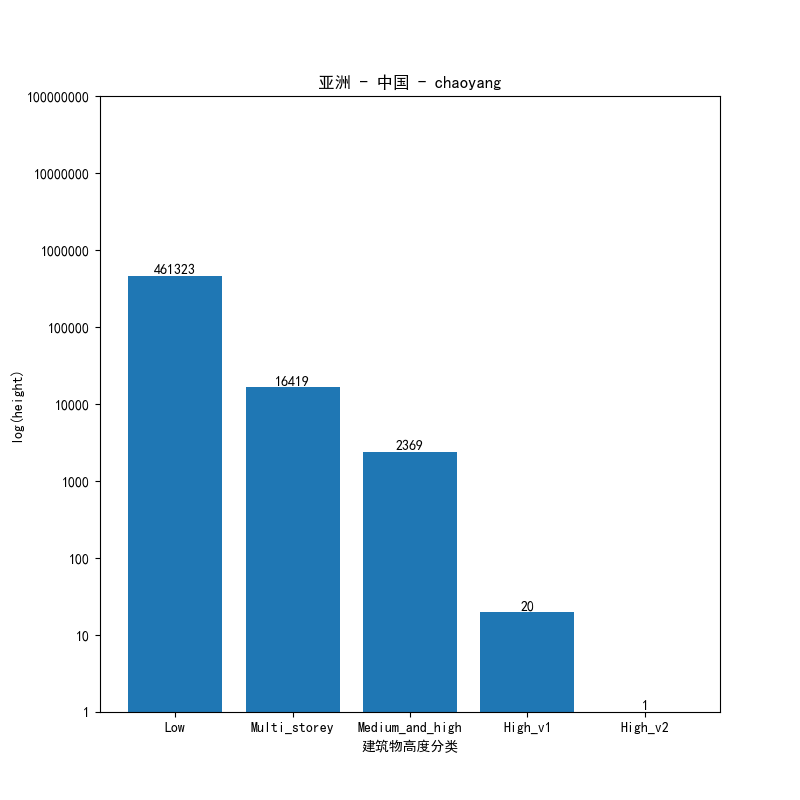 亚洲 - 中国 - chaoyang
100000000
10000000
1000000
100000
10000
1000
100
10
1
log(height)
461323
16419
2369
20
1
Low
Multi_storey
Medium_and_high
High_v1
High_v2
建筑物高度分类